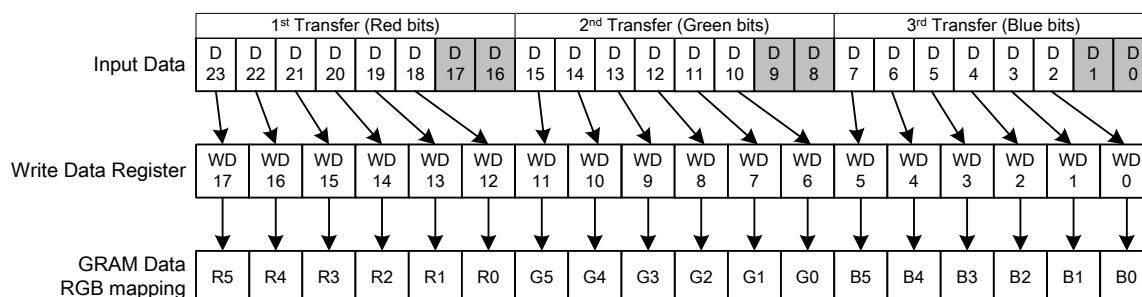 1st Transfer (Red bits) 2nd Transfer (Green bits) 3rd Transfer (Blue bits)
Input Data D 23 D 22 D 21 D 20 D 19 D 18 D 17 D 16 D 15 D 14 D 13 D 12 D 11 D 10 D 9 D 8 D 7 D 6 D 5 D 4 D 3 D 2 D 1 D 0
Write Data Register WD 17 WD 16 WD 15 WD 14 WD 13 WD 12 WD 11 WD 10 WD 9 WD 8 WD 7 WD 6 WD 5 WD 4 WD 3 WD 2 WD 1 WD 0
GRAM Data
RGB mapping R5 R4 R3 R2 R1 R0 G5 G4 G3 G2 G1 G0 B5 B4 B3 B2 B1 B0